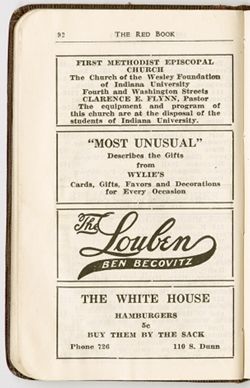 92 THE RED BOOK
FIRST METHODIST EPISCOPAL
CHURCH
The Church of the Wesley Foundation
of Indiana University
Fourth and Washington Streets
CLARENCE E. FLYNN, Pastor
The equipment and program of
this church are at the disposal of the
students of Indiana University.
"MOST UNUSUAL"
Describes the Gifts
from
WYLIE'S
Cards, Gifts, Favors and Decorations
for Every Occasion
The
Louben
BEN BECOVITZ
THE WHITE HOUSE
HAMBURGERS
5c
BUY THEM BY THE SACK
Phone 726 110 S. Dunn